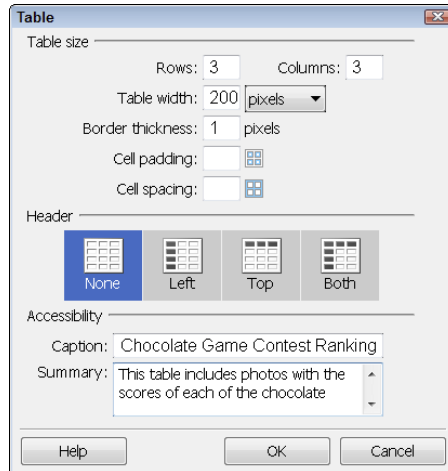 Table
Table size
Rows: 3 Columns: 3
Table width: 200 pixels
Border thickness: 1 pixels
Cell padding:
Cell spacing:
Header
None Left Top Both
Accessibility
Caption: Chocolate Game Contest Ranking
Summary: This table includes photos with the
scores of each of the chocolate
Help OK Cancel